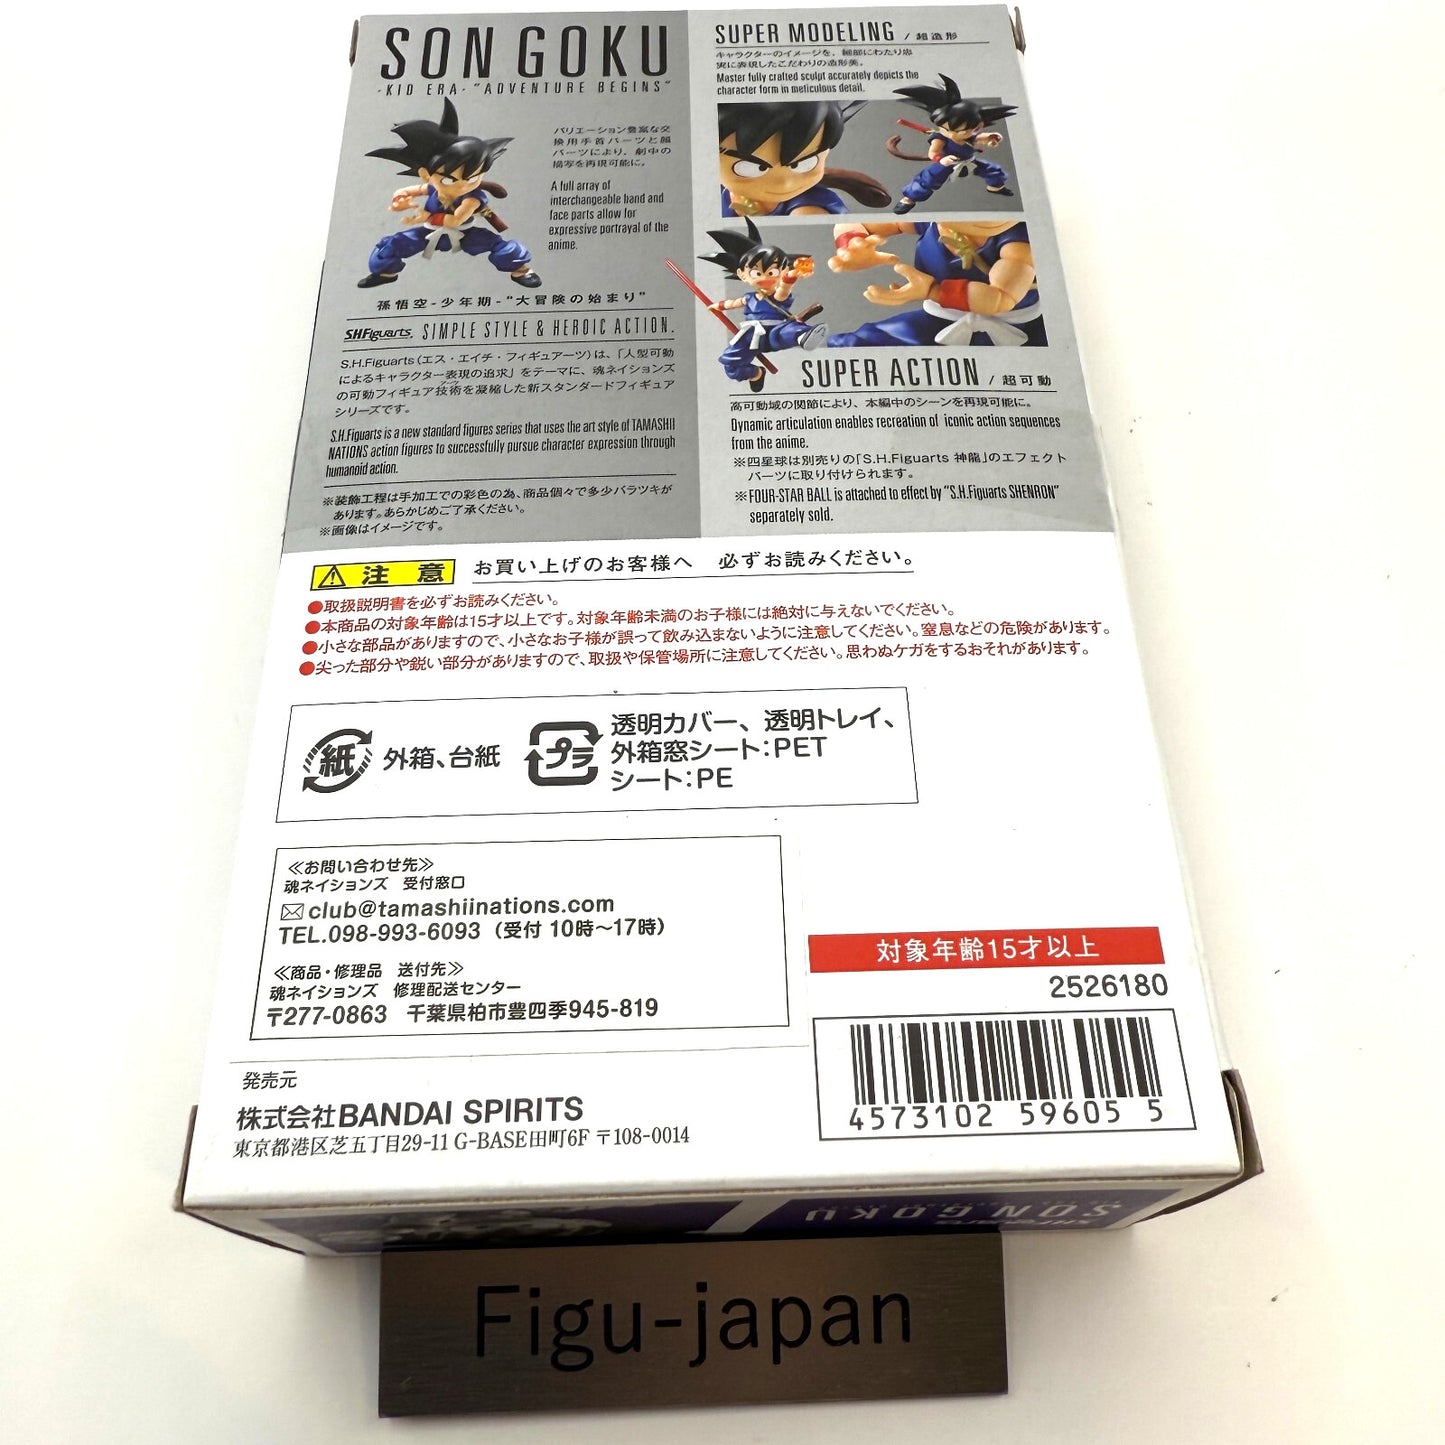 SON GOKU
-KID ERA- "ADVENTURE BEGINS"
バリエーション豊富な交
換用手首パーツと顔
パーツにより、劇中の
描写を再現可能に。
A full array of
interchangeable hand and
face parts allow for
expressive portrayal of the
anime.
孫悟空-少年期-"大冒険の始まり"
S.H.Figuarts. SIMPLE STYLE & HEROIC ACTION.
S.H.Figuarts（エス・エイチ・フィギュアーツ）は、「人型可動
によるキャラクター表現の追求」をテーマに、魂ネイションズ
の可動フィギュア技術を凝縮した新スタンダードフィギュア
シリーズです。
S.H.Figuarts is a new standard figures series that uses the art style of TAMASHII
NATIONS action figures to successfully pursue character expression through
humanoid action.
※装飾工程は手加工での彩色の為、商品個々で多少バラツキが
あります。あらかじめご了承ください。
※画像はイメージです。
SUPER MODELING / 超造形
キャラクターのイメージを、細部にわたり忠
実に表現したこだわりの造形美。
Master fully crafted sculpt accurately depicts the
character form in meticulous detail.
SUPER ACTION / 超可動
高可動域の関節により、本編中のシーンを再現可能に。
Dynamic articulation enables recreation of iconic action sequences
from the anime.
※四星球は別売りの「S.H.Figuarts 神龍」のエフェクト
パーツに取り付けられます。
※FOUR-STAR BALL is attached to effect by "S.H.Figuarts SHENRON"
separately sold.
注意 お買い上げのお客様へ 必ずお読みください。
●取扱説明書を必ずお読みください。
●本商品の対象年齢は15才以上です。対象年齢未満のお子様には絶対に与えないでください。
●小さな部品がありますので、小さなお子様が誤って飲み込まないように注意してください。窒息などの危険があります。
●尖った部分や鋭い部分がありますので、取扱や保管場所に注意してください。思わぬケガをするおそれがあります。
紙 外箱、台紙
プラ 透明カバー、透明トレイ、
外箱窓シート：PET
シート：PE
≪お問い合わせ先≫
魂ネイションズ 受付窓口
club@tamashiinations.com
TEL.098-993-6093（受付 10時～17時）
≪商品・修理品 送付先≫
魂ネイションズ 修理配送センター
〒277-0863 千葉県柏市豊四季945-819
対象年齢15才以上
2526180
4573102 59605 5
発売元
株式会社BANDAI SPIRITS
東京都港区芝五丁目29-11 G-BASE田町6F 〒108-0014
SON GOKU
Figu-japan